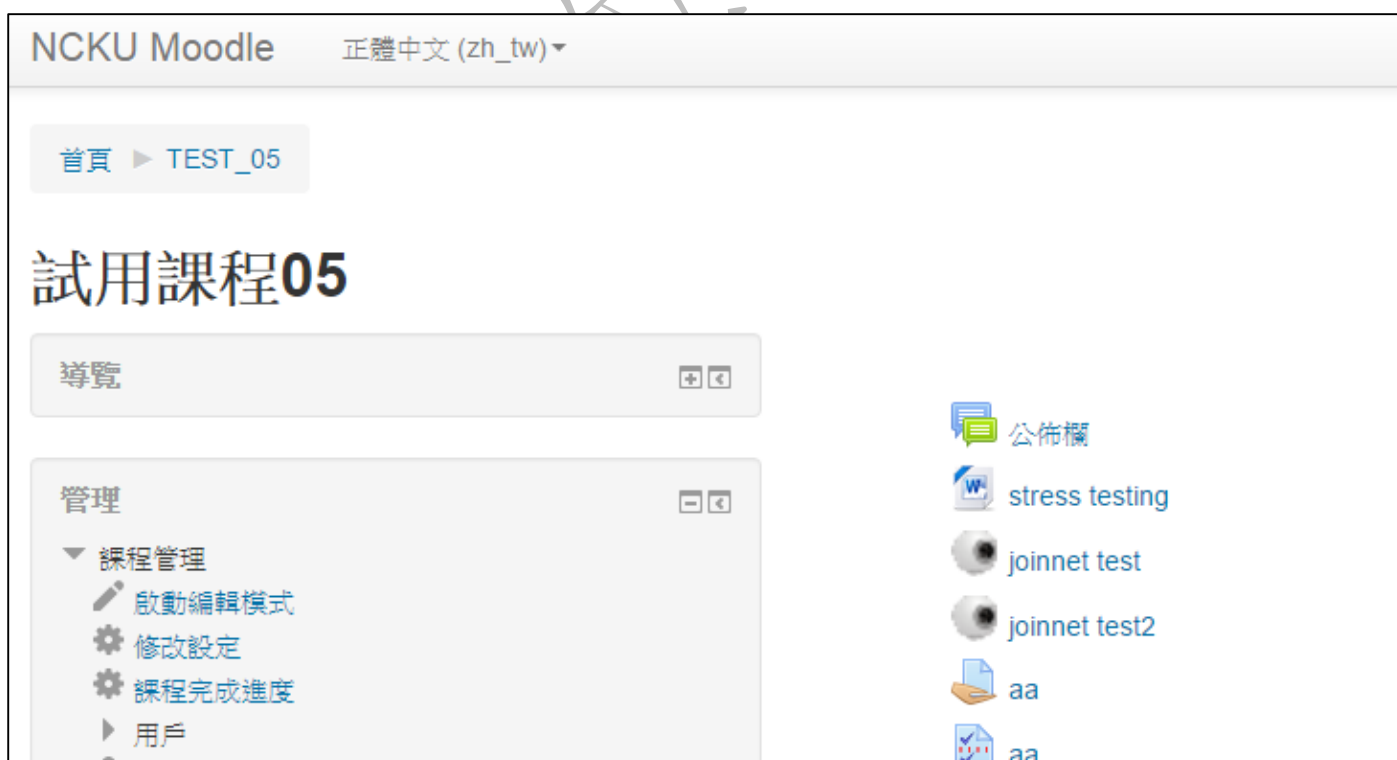 NCKU Moodle 正體中文 (zh_tw)
首頁 ▶ TEST_05
試用課程05
導覽
管理
課程管理
啟動編輯模式
修改設定
課程完成進度
用戶
公佈欄
stress testing
joinnet test
joinnet test2
aa
aa